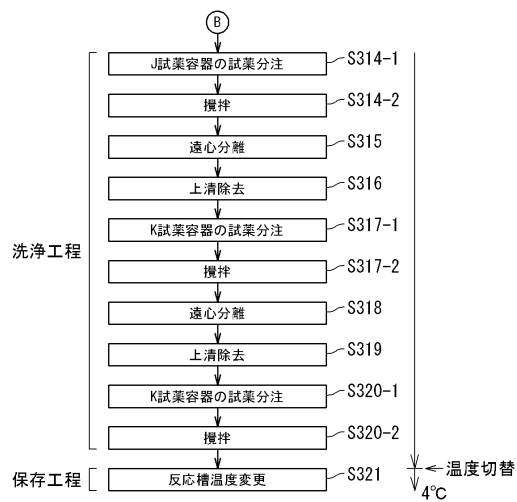 B
J試薬容器の試薬分注 S314-1
攪拌 S314-2
遠心分離 S315
上清除去 S316
K試薬容器の試薬分注 S317-1
洗浄工程
攪拌 S317-2
遠心分離 S318
上清除去 S319
K試薬容器の試薬分注 S320-1
攪拌 S320-2
温度切替
保存工程
反応槽温度変更 S321
4℃